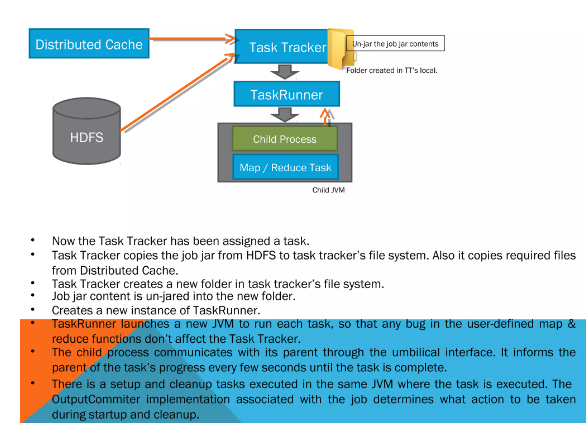 Distributed Cache
Task Tracker
Un-jar the job jar contents
Folder created in TT's local.
TaskRunner
HDFS
Child Process
Map / Reduce Task
Child JVM
• Now the Task Tracker has been assigned a task.
• Task Tracker copies the job jar from HDFS to task tracker's file system. Also it copies required files
from Distributed Cache.
• Task Tracker creates a new folder in task tracker's file system.
• Job jar content is un-jared into the new folder.
• Creates a new instance of TaskRunner.
• TaskRunner launches a new JVM to run each task, so that any bug in the user-defined map &
reduce functions don't affect the Task Tracker.
• The child process communicates with its parent through the umbilical interface. It informs the
parent of the task's progress every few seconds until the task is complete.
• There is a setup and cleanup tasks executed in the same JVM where the task is executed. The
OutputCommiter implementation associated with the job determines what action to be taken
during startup and cleanup.